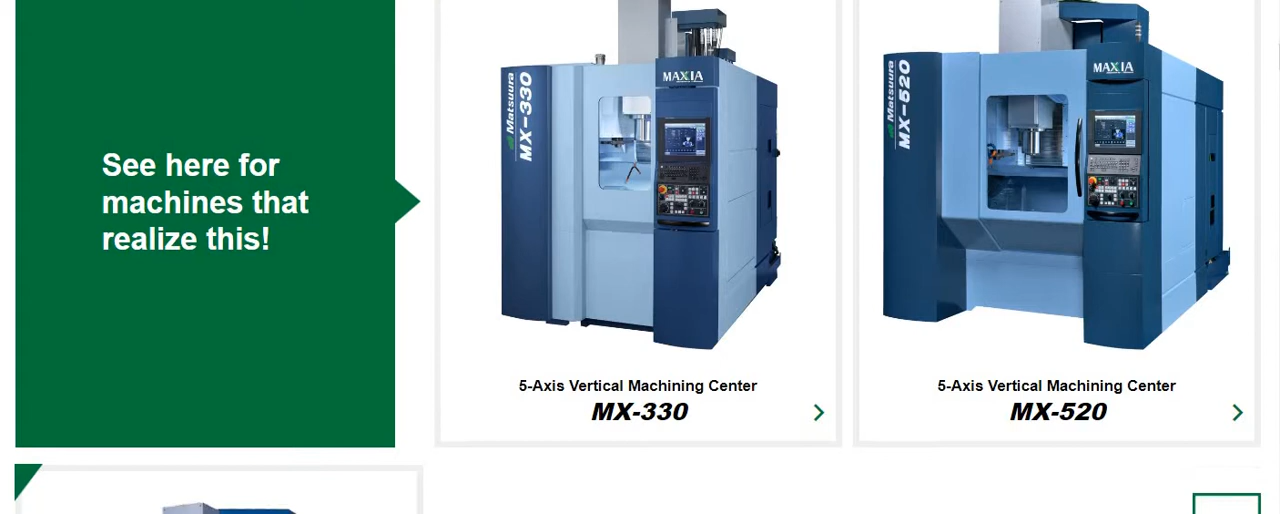 See here for
machines that
realize this!
Matsuura
MX-330
MAXIA
5-Axis Vertical Machining Center
MX-330
Matsuura
MX-520
MAXIA
5-Axis Vertical Machining Center
MX-520